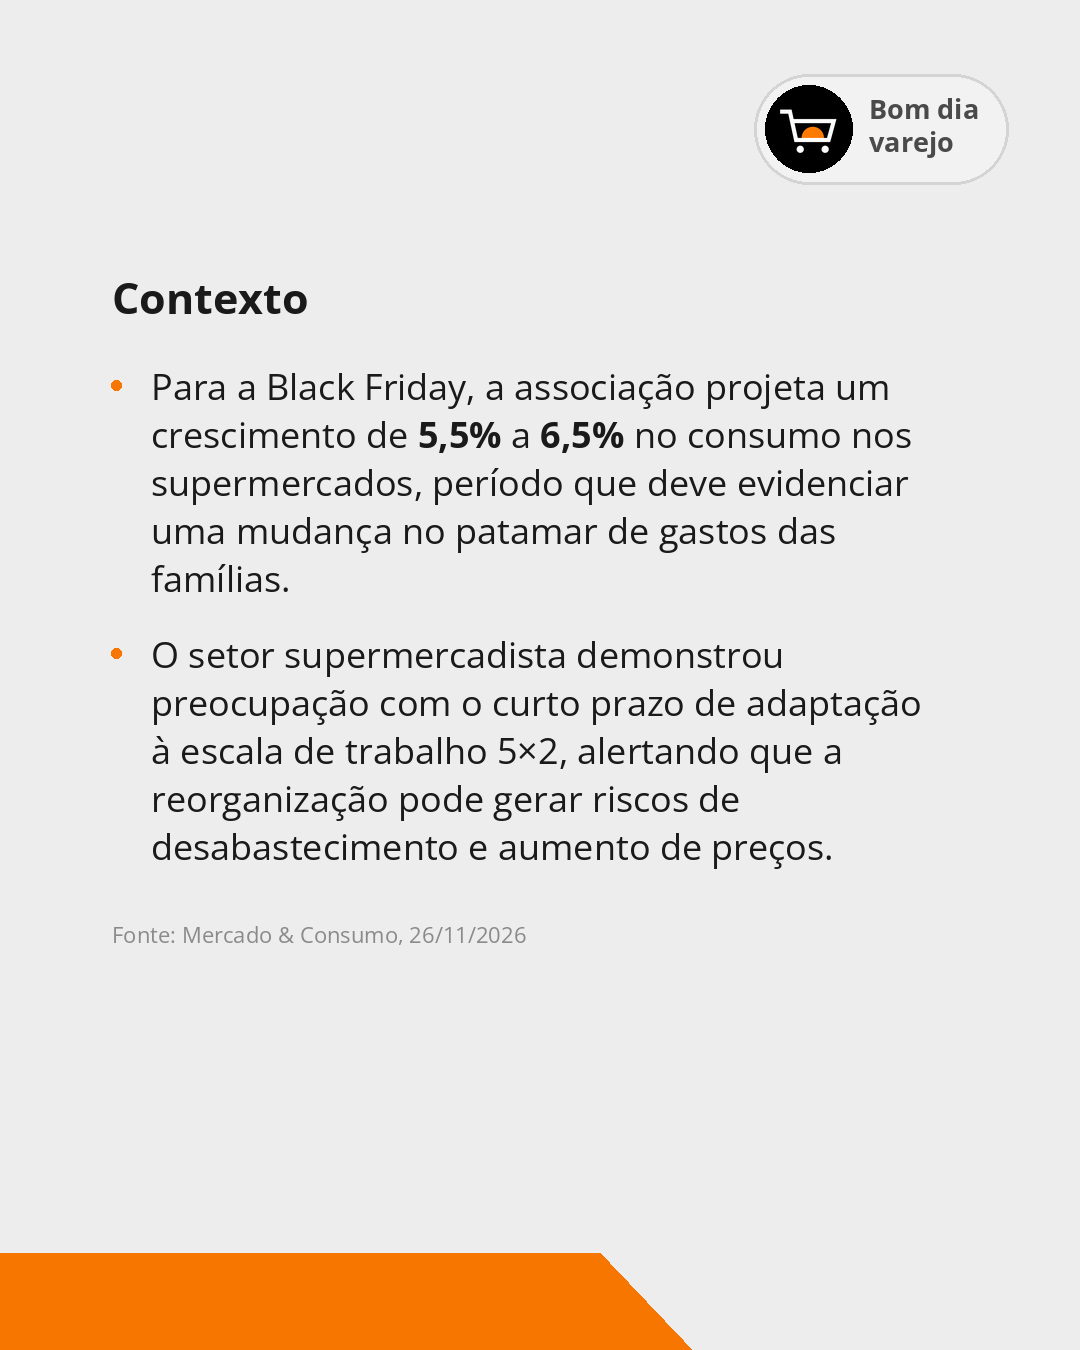 Bom dia
varejo
Contexto
• Para a Black Friday, a associação projeta um
crescimento de 5,5% a 6,5% no consumo nos
supermercados, período que deve evidenciar
uma mudança no patamar de gastos das
famílias.
• O setor supermercadista demonstrou
preocupação com o curto prazo de adaptação
à escala de trabalho 5×2, alertando que a
reorganização pode gerar riscos de
desabastecimento e aumento de preços.
Fonte: Mercado & Consumo, 26/11/2026